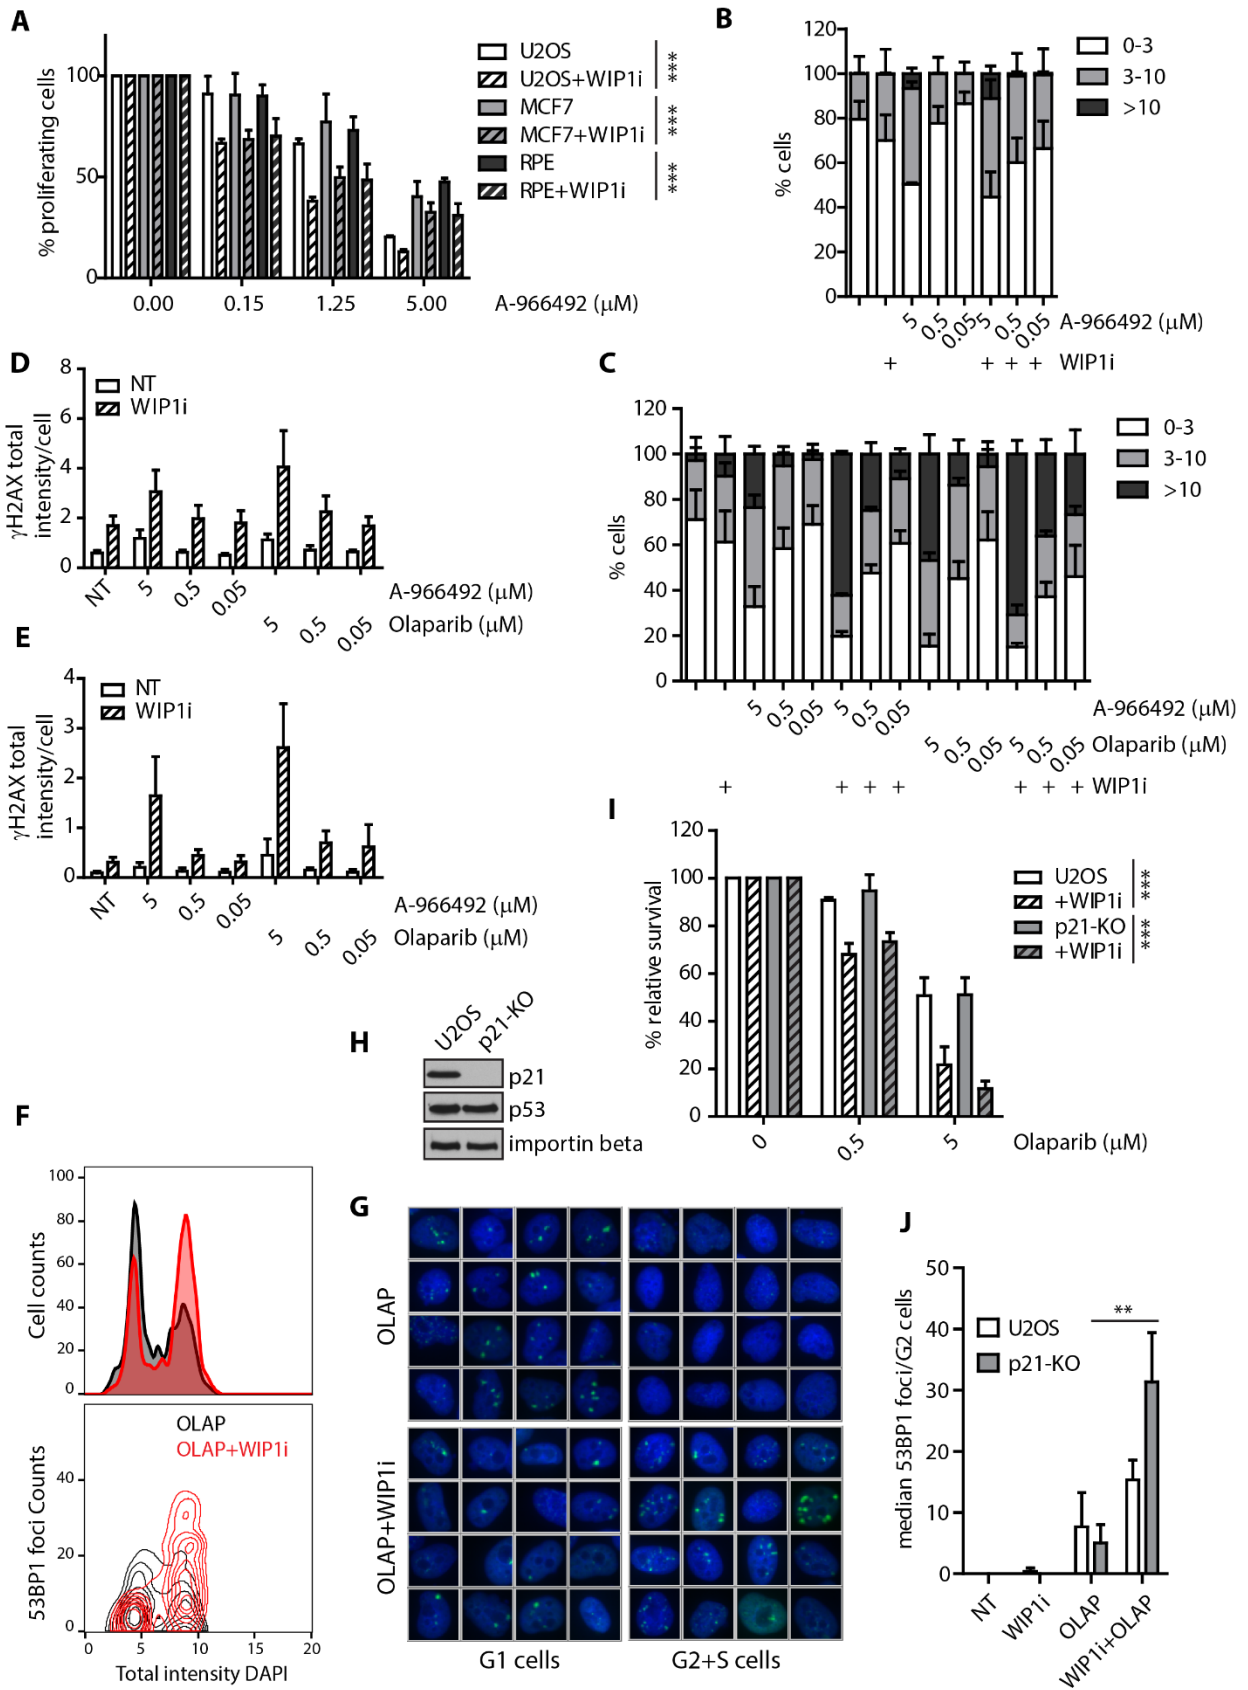 A
% proliferating cells
100
50
0
0.00 0.15 1.25 5.00 A-966492 (μM)
U2OS
U2OS+WIP1i
***
MCF7
MCF7+WIP1i
***
RPE
RPE+WIP1i
***
B
% cells
120
100
80
60
40
20
0
0-3
3-10
>10
5 0.5 0.05 5 0.5 0.05 A-966492 (μM)
+ + + + WIP1i
D
γH2AX total
intensity/cell
8
6
4
2
0
NT
WIP1i
NT 5 0.5 0.05 A-966492 (μM)
5 0.5 0.05 Olaparib (μM)
C
% cells
120
100
80
60
40
20
0
0-3
3-10
>10
5 0.5 0.05 5 0.5 0.05 A-966492 (μM)
5 0.5 0.05 5 0.5 0.05 Olaparib (μM)
+ + + + + + + WIP1i
E
γH2AX total
intensity/cell
4
3
2
1
0
NT
WIP1i
NT 5 0.5 0.05 A-966492 (μM)
5 0.5 0.05 Olaparib (μM)
I
% relative survival
120
100
80
60
40
20
0
U2OS
+WIP1i
***
p21-KO
+WIP1i
***
0 0.5 5 Olaparib (μM)
H
U2OS p21-KO
p21
p53
importin beta
F
Cell counts
100
80
60
40
20
0
OLAP
OLAP+WIP1i
53BP1 foci Counts
40
20
0
0 5 10 15 20
Total intensity DAPI
G
OLAP
OLAP+WIP1i
G1 cells G2+S cells
J
median 53BP1 foci/G2 cells
50
40
30
20
10
0
U2OS
p21-KO
**
NT WIP1i OLAP WIP1i+OLAP